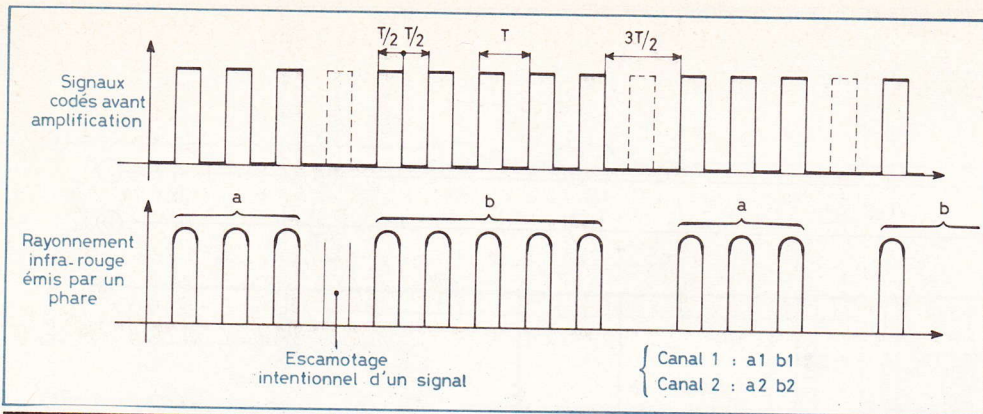 T/2
T/2
T
3T/2
Signaux
codés avant
amplification
a
b
a
b
Rayonnement
infra-rouge
émis par un
phare
Escamotage
intentionnel d'un signal
Canal 1 : a1 b1
Canal 2 : a2 b2